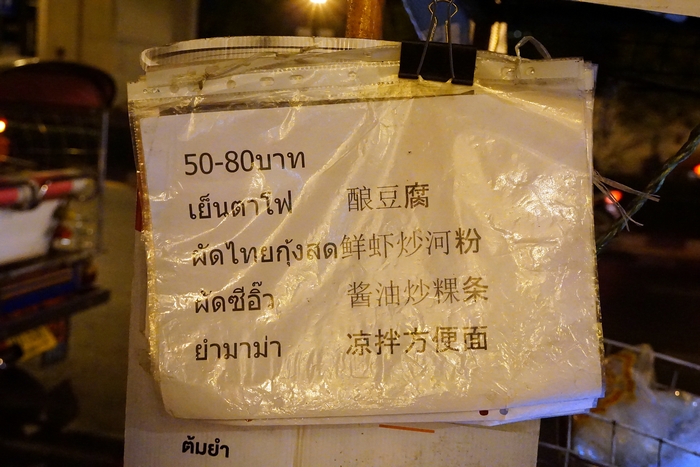 50-80บาท
เย็นตาโฟ 酿豆腐
ผัดไทยกุ้งสด鲜虾炒河粉
ผัดซีอิ๊ว 酱油炒粿条
ยำมาม่า 凉拌方便面
ต้มยำ